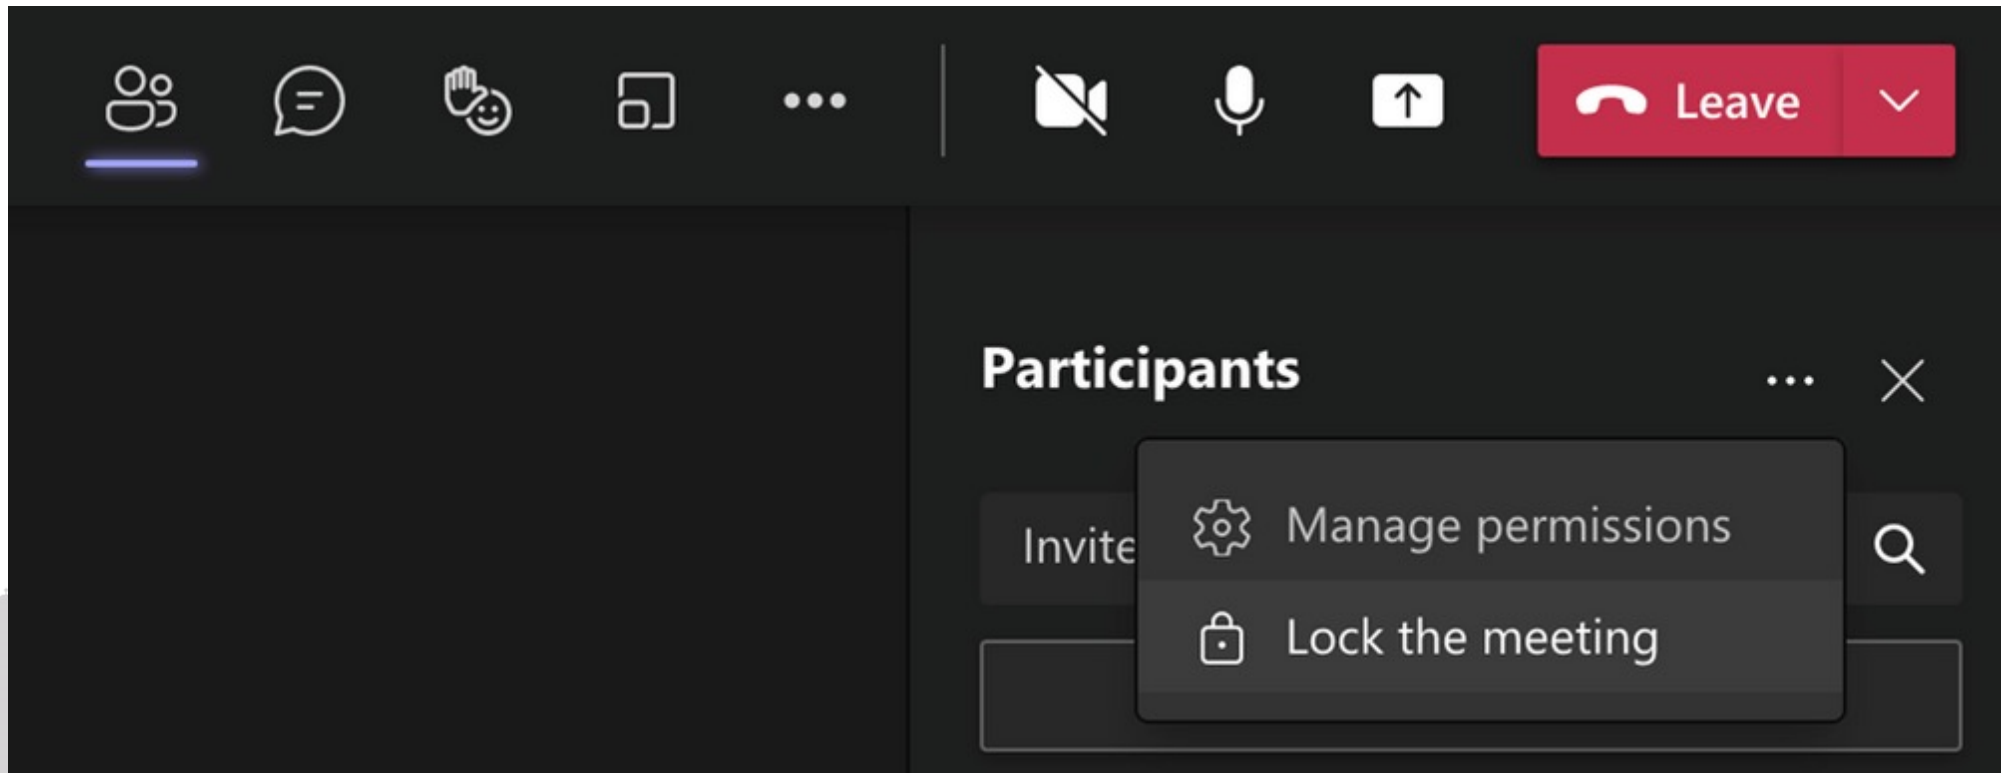 Leave
Participants
Invite
Manage permissions
Lock the meeting